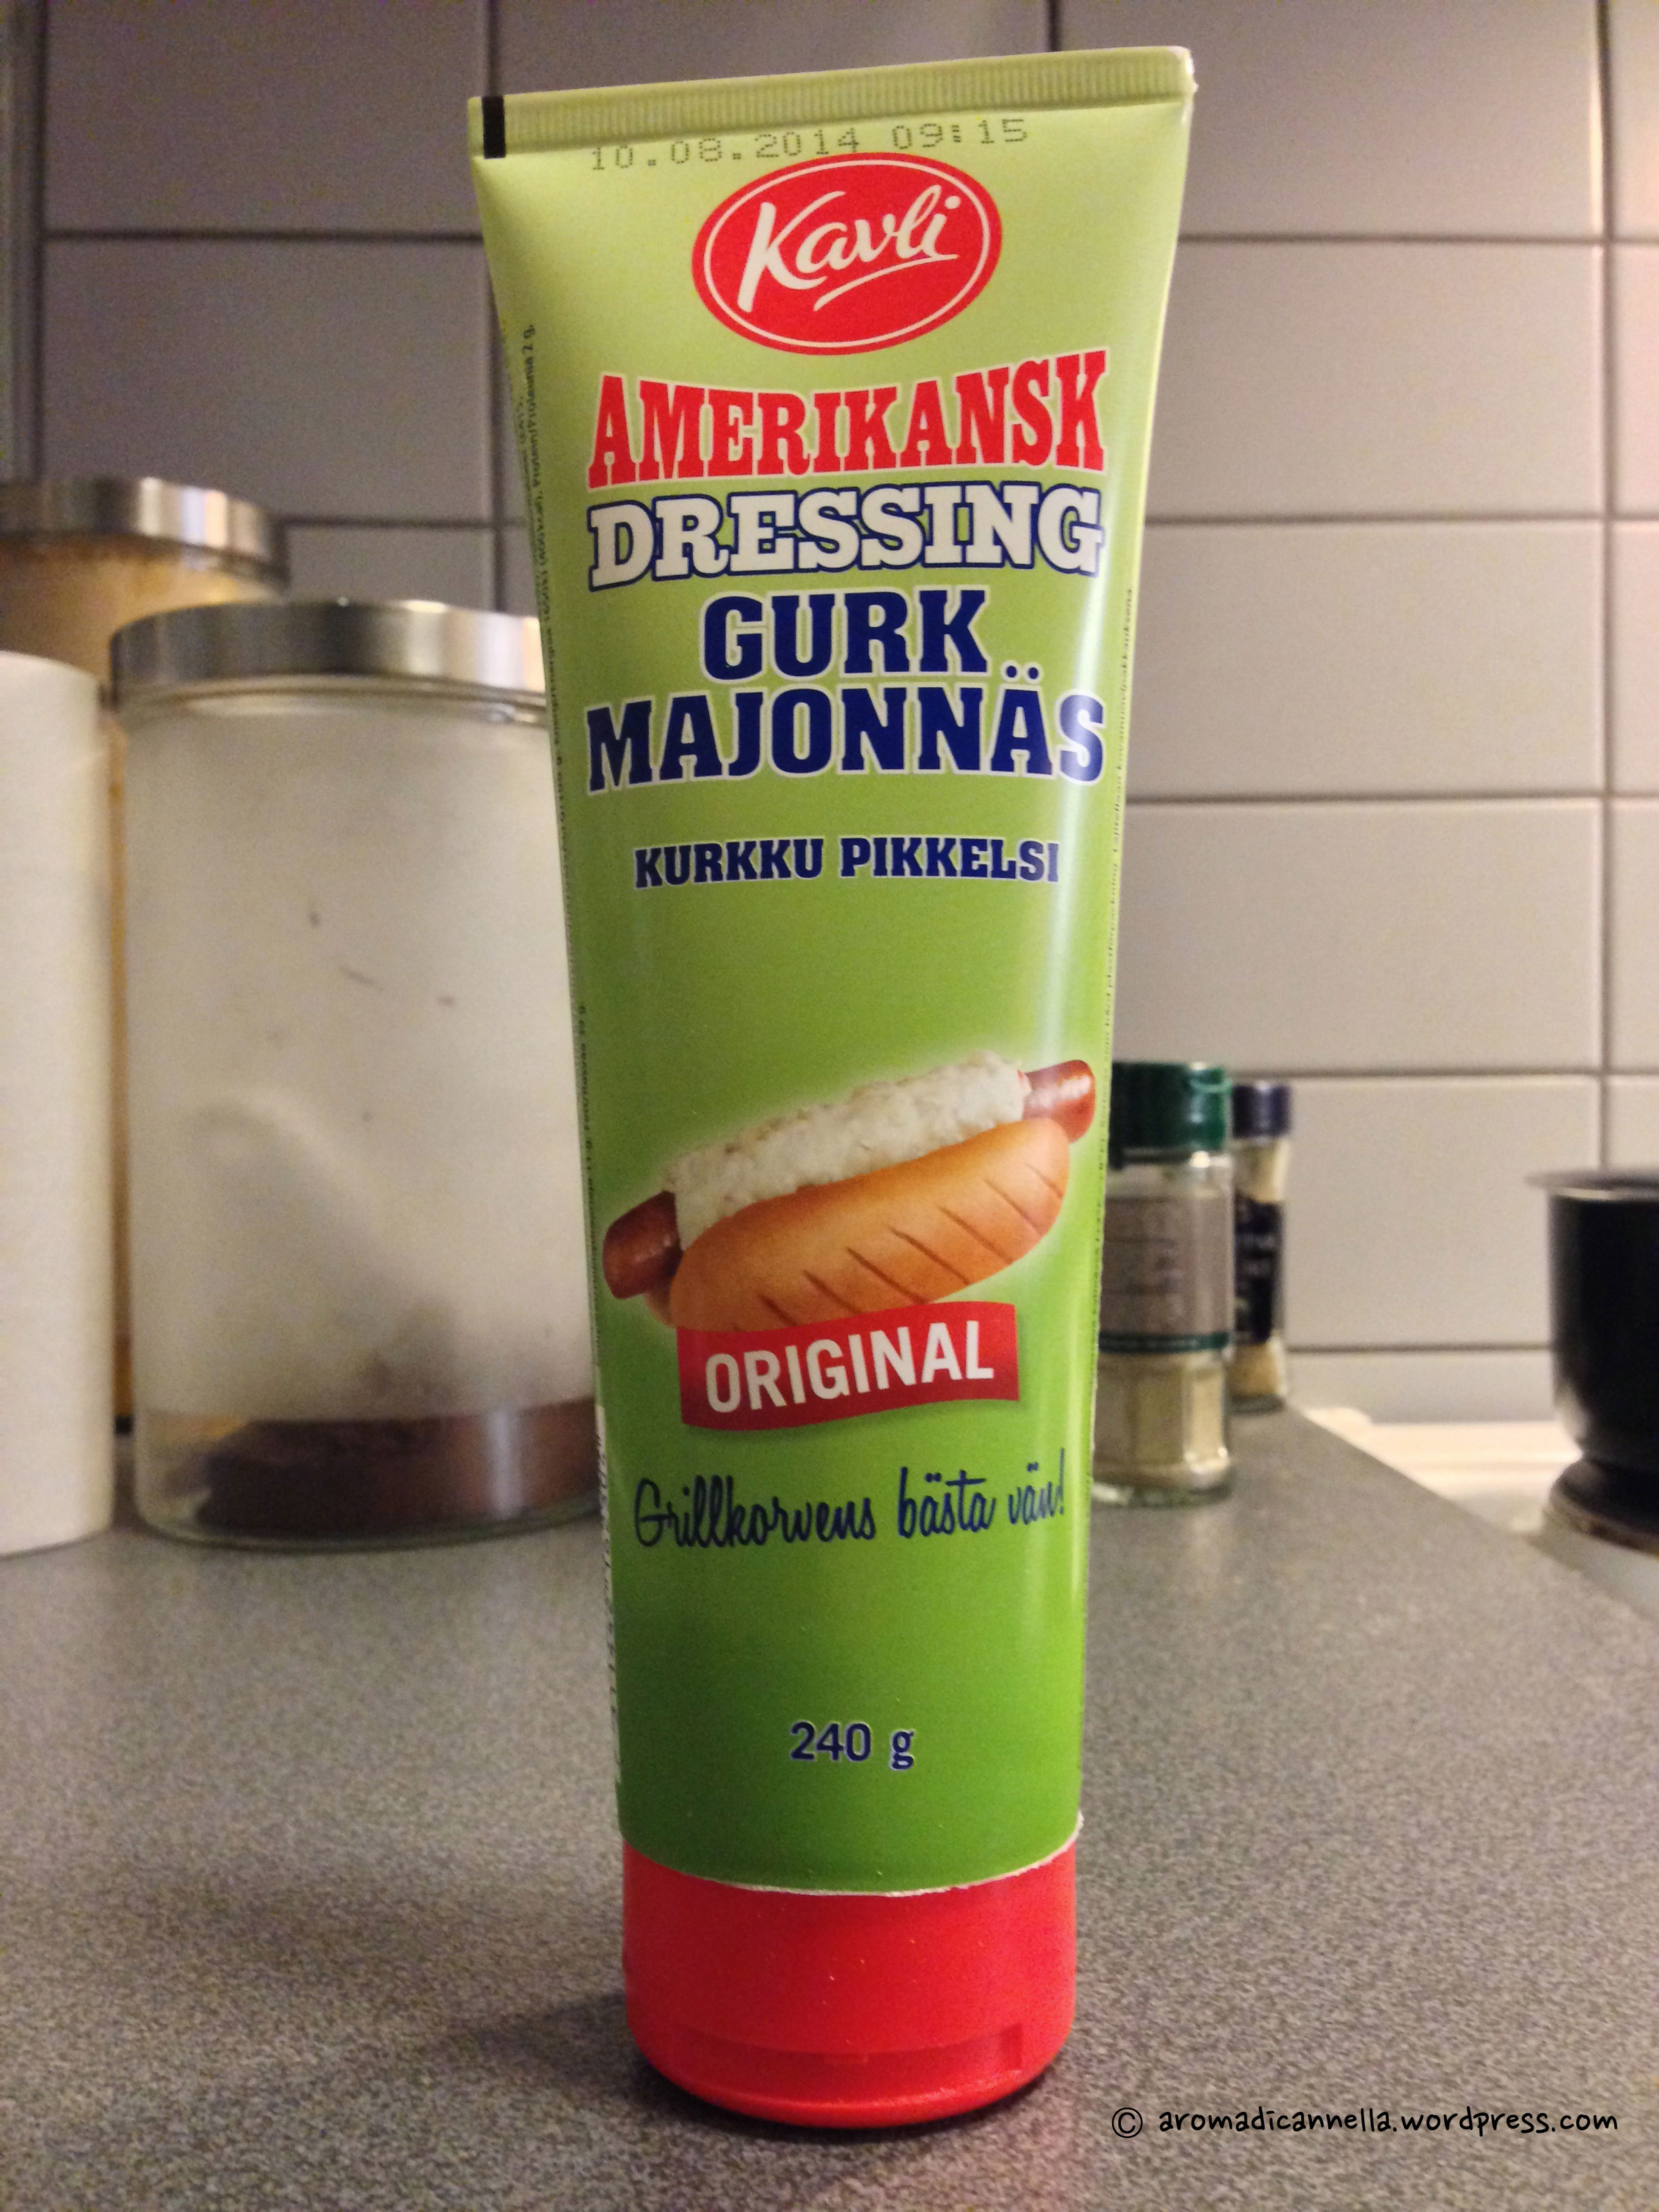 10.08.2014 09:15
Kavli
AMERIKANSK
DRESSING
GURK
MAJONNÄS
KURKKU PIKKELSI
ORIGINAL
Grillkorvens bästa vän!
240 g
© aromadicannella.wordpress.com